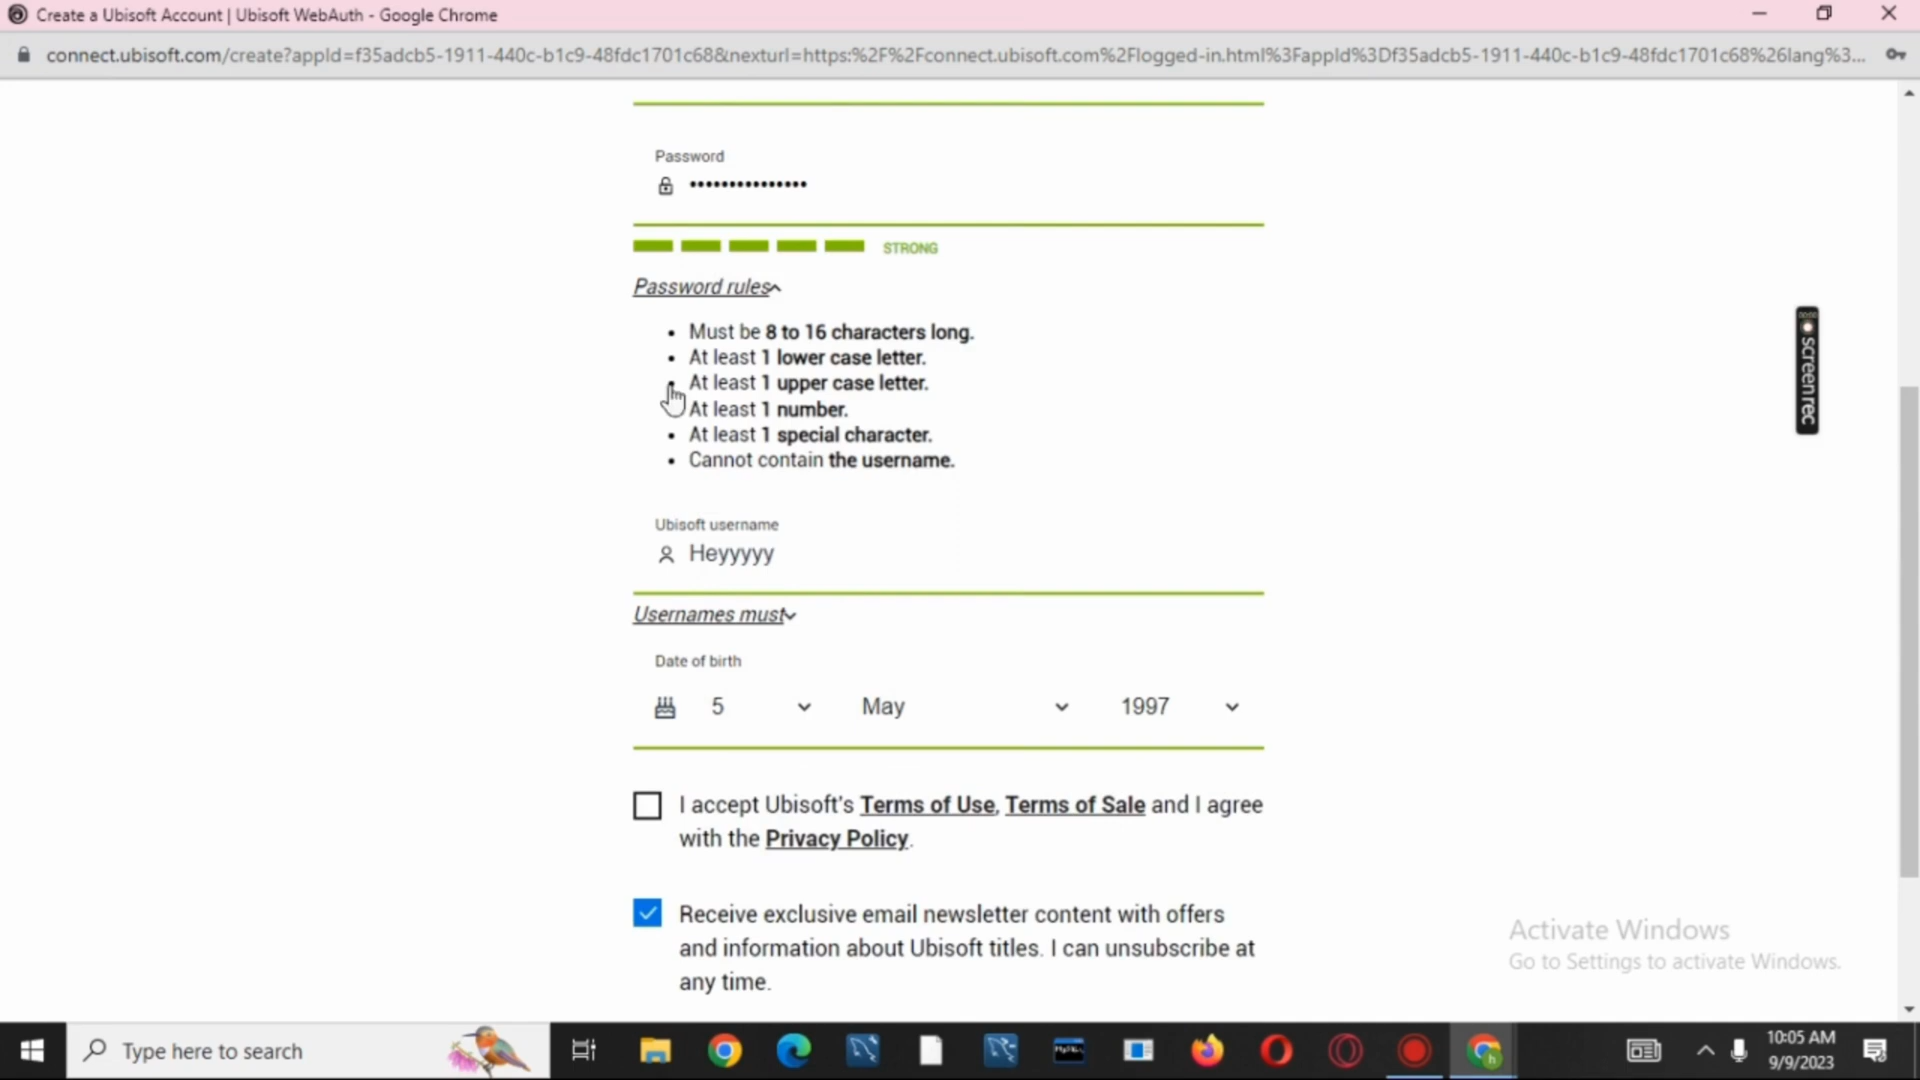 Create a Ubisoft Account | Ubisoft WebAuth - Google Chrome
connect.ubisoft.com/create?appId=f35adcb5-1911-440c-b1c9-48fdc1701c68&nexturl=https:%2F%2Fconnect.ubisoft.com%2Flogged-in.html%3FappId%3Df35adcb5-1911-440c-b1c9-48fdc1701c68%26lang%3...
Password
•••••••••••••••
STRONG
Password rules
• Must be 8 to 16 characters long.
• At least 1 lower case letter.
• At least 1 upper case letter.
At least 1 number.
• At least 1 special character.
• Cannot contain the username.
screenrec
Ubisoft username
Heyyyyy
Usernames must
Date of birth
5 May 1997
I accept Ubisoft's Terms of Use, Terms of Sale and I agree
with the Privacy Policy.
Receive exclusive email newsletter content with offers
and information about Ubisoft titles. I can unsubscribe at
any time.
Activate Windows
Go to Settings to activate Windows.
Type here to search
10:05 AM
9/9/2023